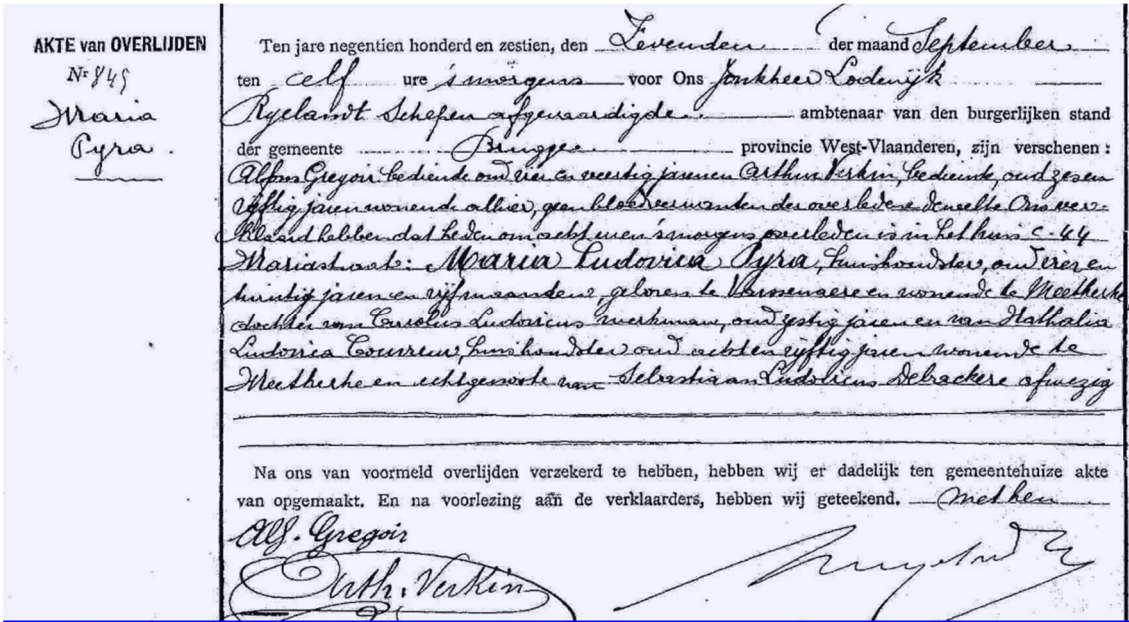 AKTE van OVERLIJDEN
Nr 849
Maria
Pyra.
Ten jare negentien honderd en zestien, den Zevenden der maand September
ten elf ure 's morgens voor Ons Jonkheer Lodewijk
Ryelandt Schepen afgevaardigde ambtenaar van den burgerlijken stand
der gemeente Brugge provincie West-Vlaanderen, zijn verschenen :
Alfons Gregoir bediende oud vier en veertig jaren en Arthur Verkin, bediende, oud zes en
vijftig jaren wonende alhier, geen bloedverwanten der overledene dewelke Ons ver-
klaard hebben dat heden om acht uren 's morgens overleden is in het huis C. 44
Mariastraat: Maria Ludovica Pyra, huishoudster, oud en
twintig jaren en vijf maanden, geboren te Varssenaere en wonende te Meetkerke
dochter van Carolus Ludovicus werkman, oud zestig jaren en van Nathalia
Ludovica huishoudster oud acht en vijftig jaren wonende te
Meetkerke en echtgenoote van Sebastiaan Ludovicus Debackere afwezig
Na ons van voormeld overlijden verzekerd te hebben, hebben wij er dadelijk ten gemeentehuize akte
van opgemaakt. En na voorlezing aan de verklaarders, hebben wij geteekend. met hen
Alf. Gregoir
Arth. Verkin